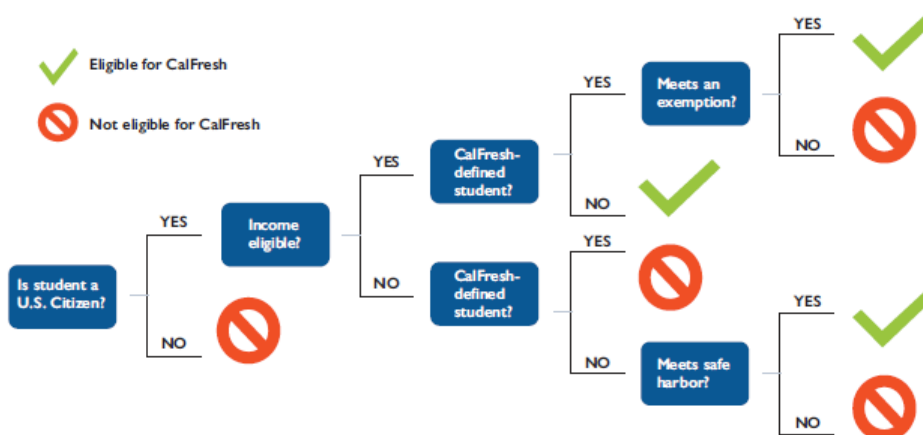 Eligible for CalFresh
Not eligible for CalFresh
Is student a
U.S. Citizen?
YES
NO
Income
eligible?
YES
NO
CalFresh-
defined
student?
YES
NO
Meets an
exemption?
YES
NO
CalFresh-
defined
student?
YES
NO
Meets safe
harbor?
YES
NO